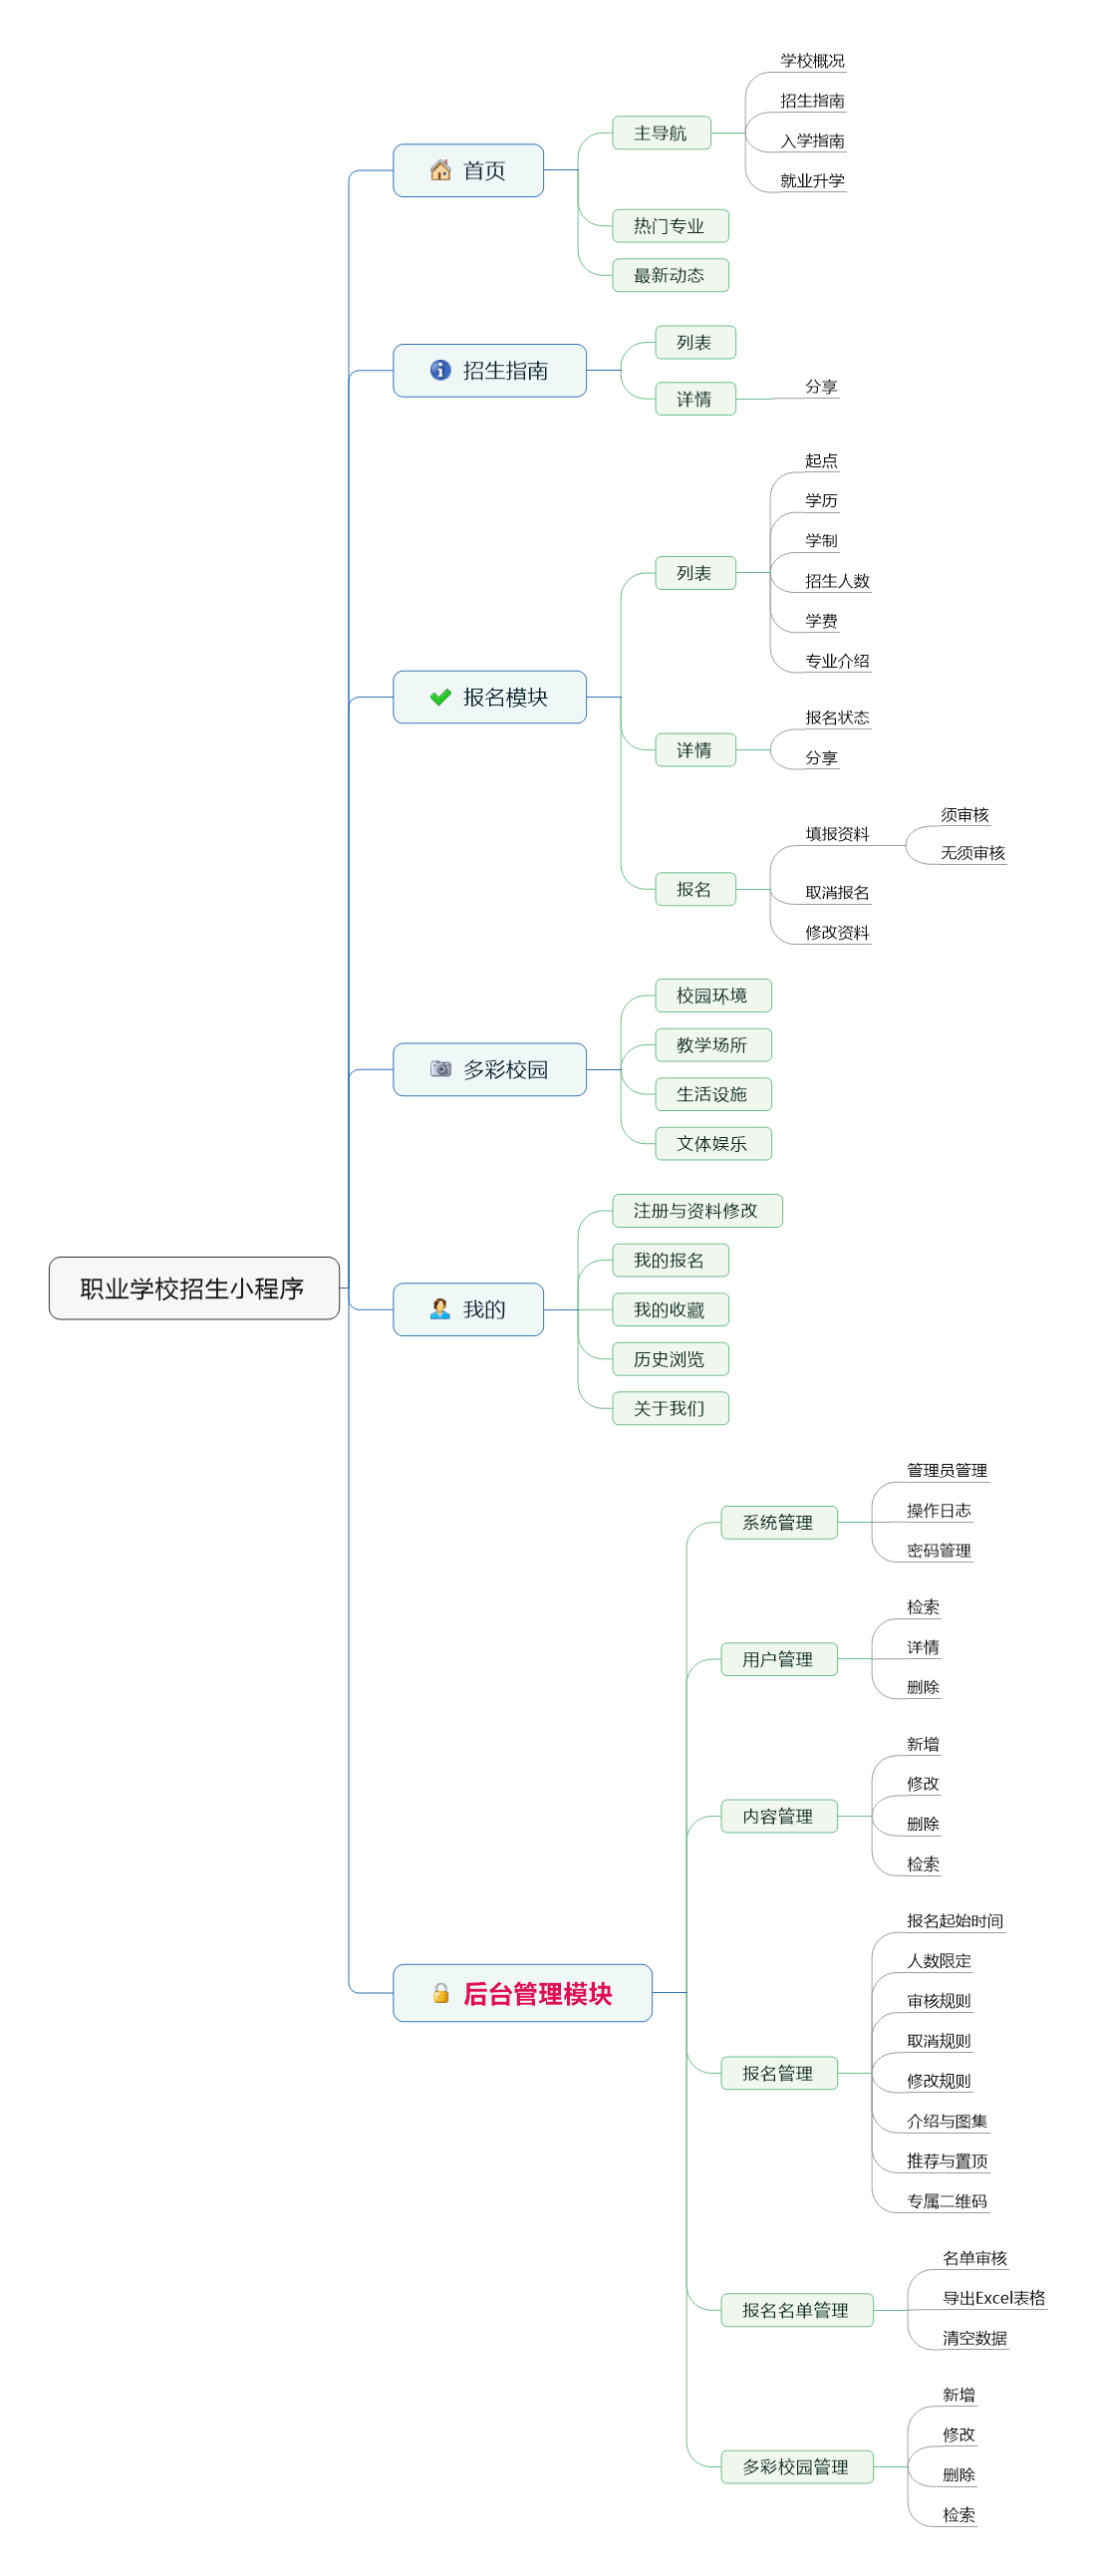 职业学校招生小程序
首页
主导航
学校概况
招生指南
入学指南
就业升学
热门专业
最新动态
招生指南
列表
详情
分享
报名模块
列表
起点
学历
学制
招生人数
学费
专业介绍
详情
报名状态
分享
报名
填报资料
须审核
无须审核
取消报名
修改资料
多彩校园
校园环境
教学场所
生活设施
文体娱乐
我的
注册与资料修改
我的报名
我的收藏
历史浏览
关于我们
后台管理模块
系统管理
管理员管理
操作日志
密码管理
用户管理
检索
详情
删除
内容管理
新增
修改
删除
检索
报名管理
报名起始时间
人数限定
审核规则
取消规则
修改规则
介绍与图集
推荐与置顶
专属二维码
报名名单管理
名单审核
导出Excel表格
清空数据
多彩校园管理
新增
修改
删除
检索